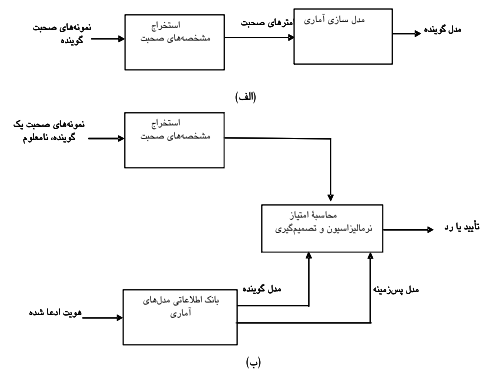 نمونه‌های صحبت
گوینده
استخراج
مشخصه‌های صحبت
مترهای صحبت
مدل سازی آماری
مدل گوینده
(الف)
نمونه‌های صحبت یک
گوینده، نامعلوم
استخراج
مشخصه‌های صحبت
محاسبهٔ امتیاز
نرمالیزاسیون و تصمیم‌گیری
تأیید یا رد
مدل گوینده
مدل پس‌زمینه
هویت ادعا شده
بانک اطلاعاتی مدل‌های
آماری
(ب)